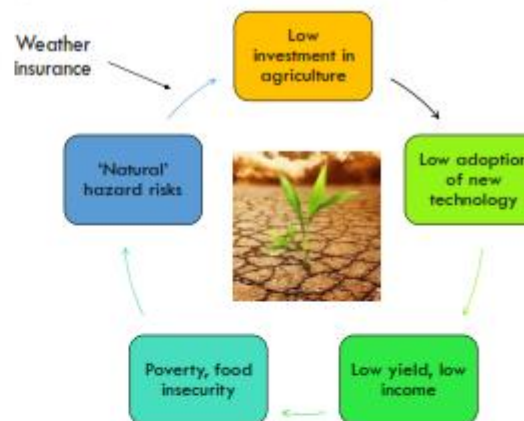 Weather
insurance
Low
investment in
agriculture
'Natural'
hazard risks
Low adoption
of new
technology
Poverty, food
insecurity
Low yield, low
income